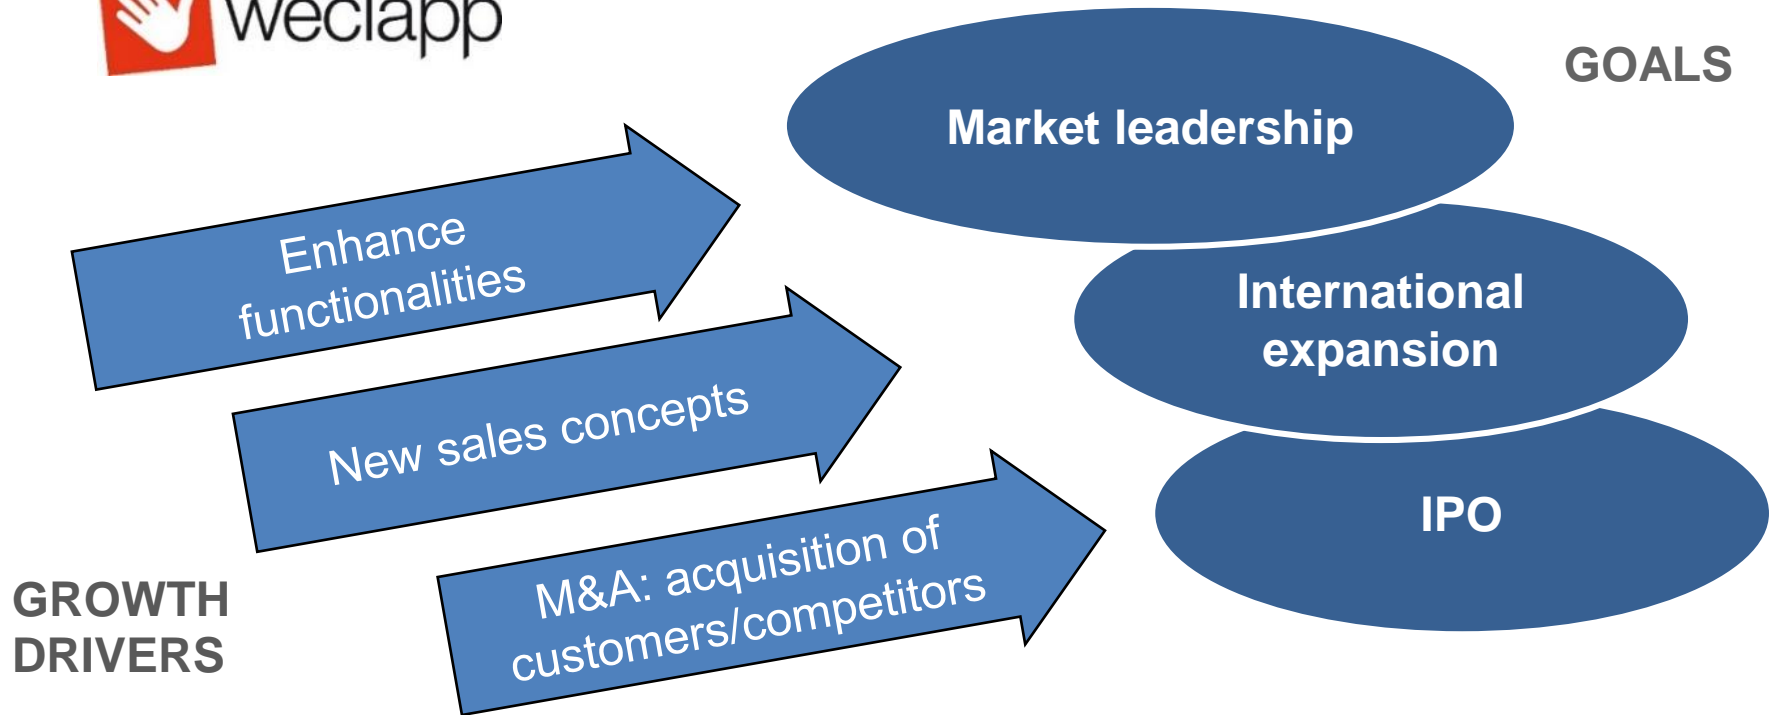 weclapp
GOALS
Market leadership
Enhance
functionalities
International
expansion
New sales concepts
IPO
M&A: acquisition of
customers/competitors
GROWTH
DRIVERS